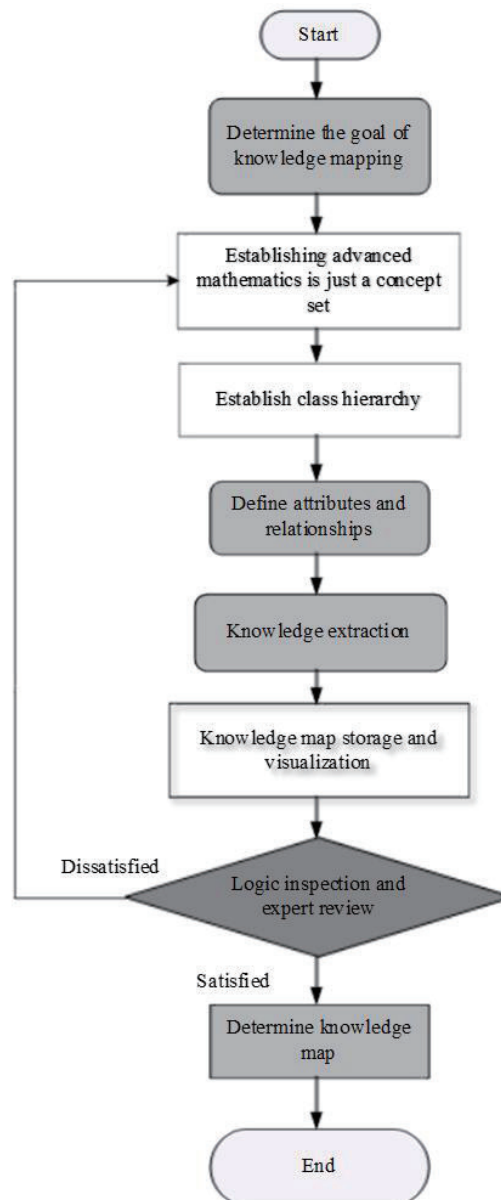 Start
Determine the goal of
knowledge mapping
Establishing advanced
mathematics is just a concept
set
Establish class hierarchy
Define attributes and
relationships
Knowledge extraction
Knowledge map storage and
visualization
Dissatisfied
Logic inspection and
expert review
Satisfied
Determine knowledge
map
End